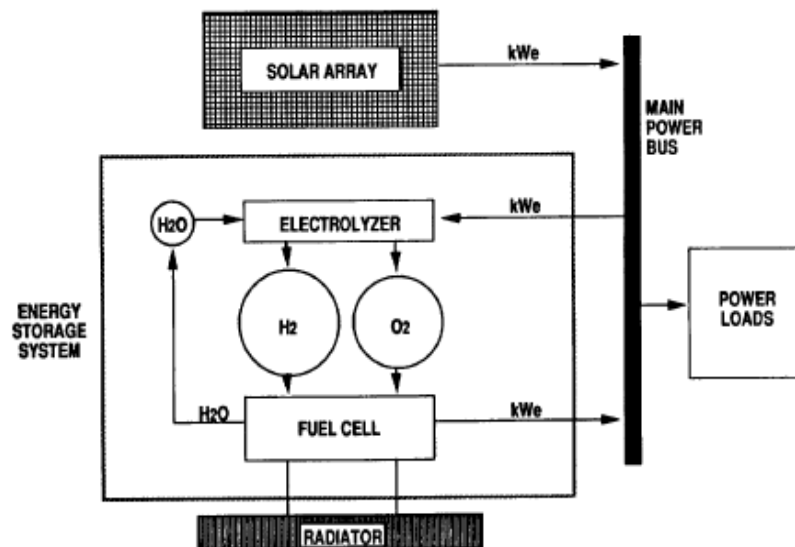 SOLAR ARRAY
kWe
MAIN
POWER
BUS
H2O
ELECTROLYZER
kWe
ENERGY
STORAGE
SYSTEM
H2
O2
POWER
LOADS
H2O
FUEL CELL
kWe
RADIATOR